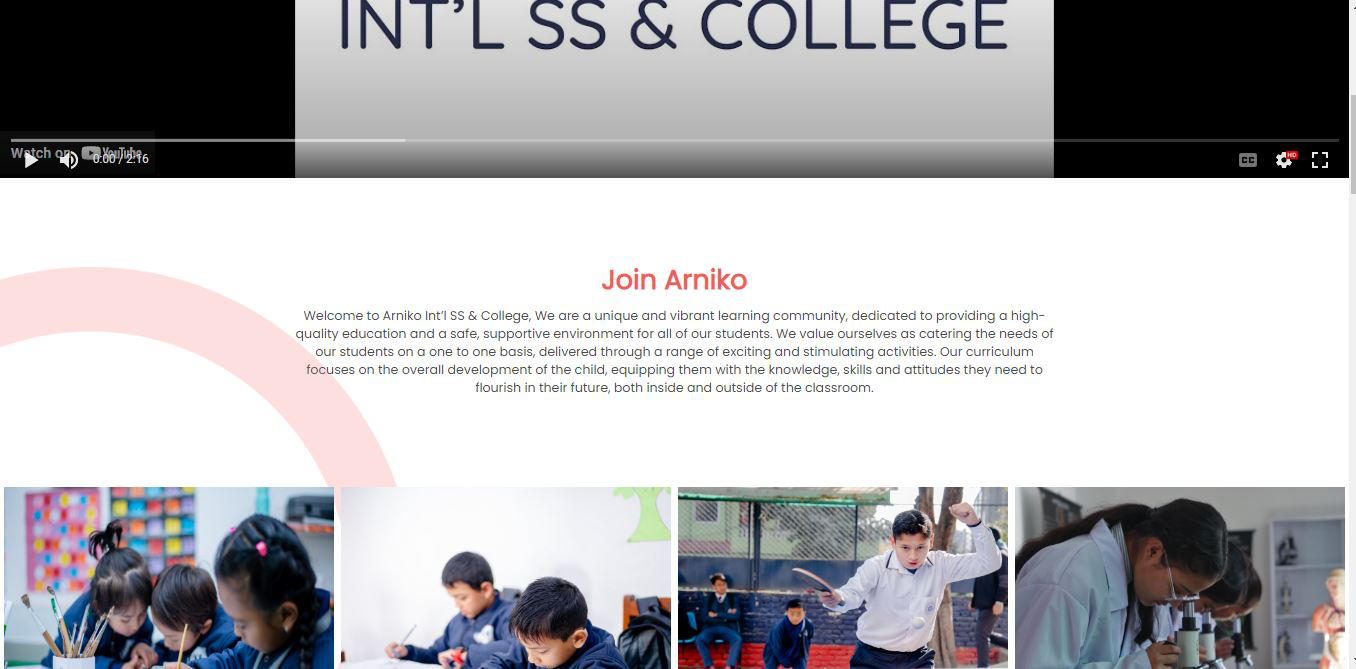 INT’L SS & COLLEGE
Watch on YouTube
0:00 / 2:16
CC
HD
Join Arniko
Welcome to Arniko Int’l SS & College, We are a unique and vibrant learning community, dedicated to providing a high-
quality education and a safe, supportive environment for all of our students. We value ourselves as catering the needs of
our students on a one to one basis, delivered through a range of exciting and stimulating activities. Our curriculum
focuses on the overall development of the child, equipping them with the knowledge, skills and attitudes they need to
flourish in their future, both inside and outside of the classroom.